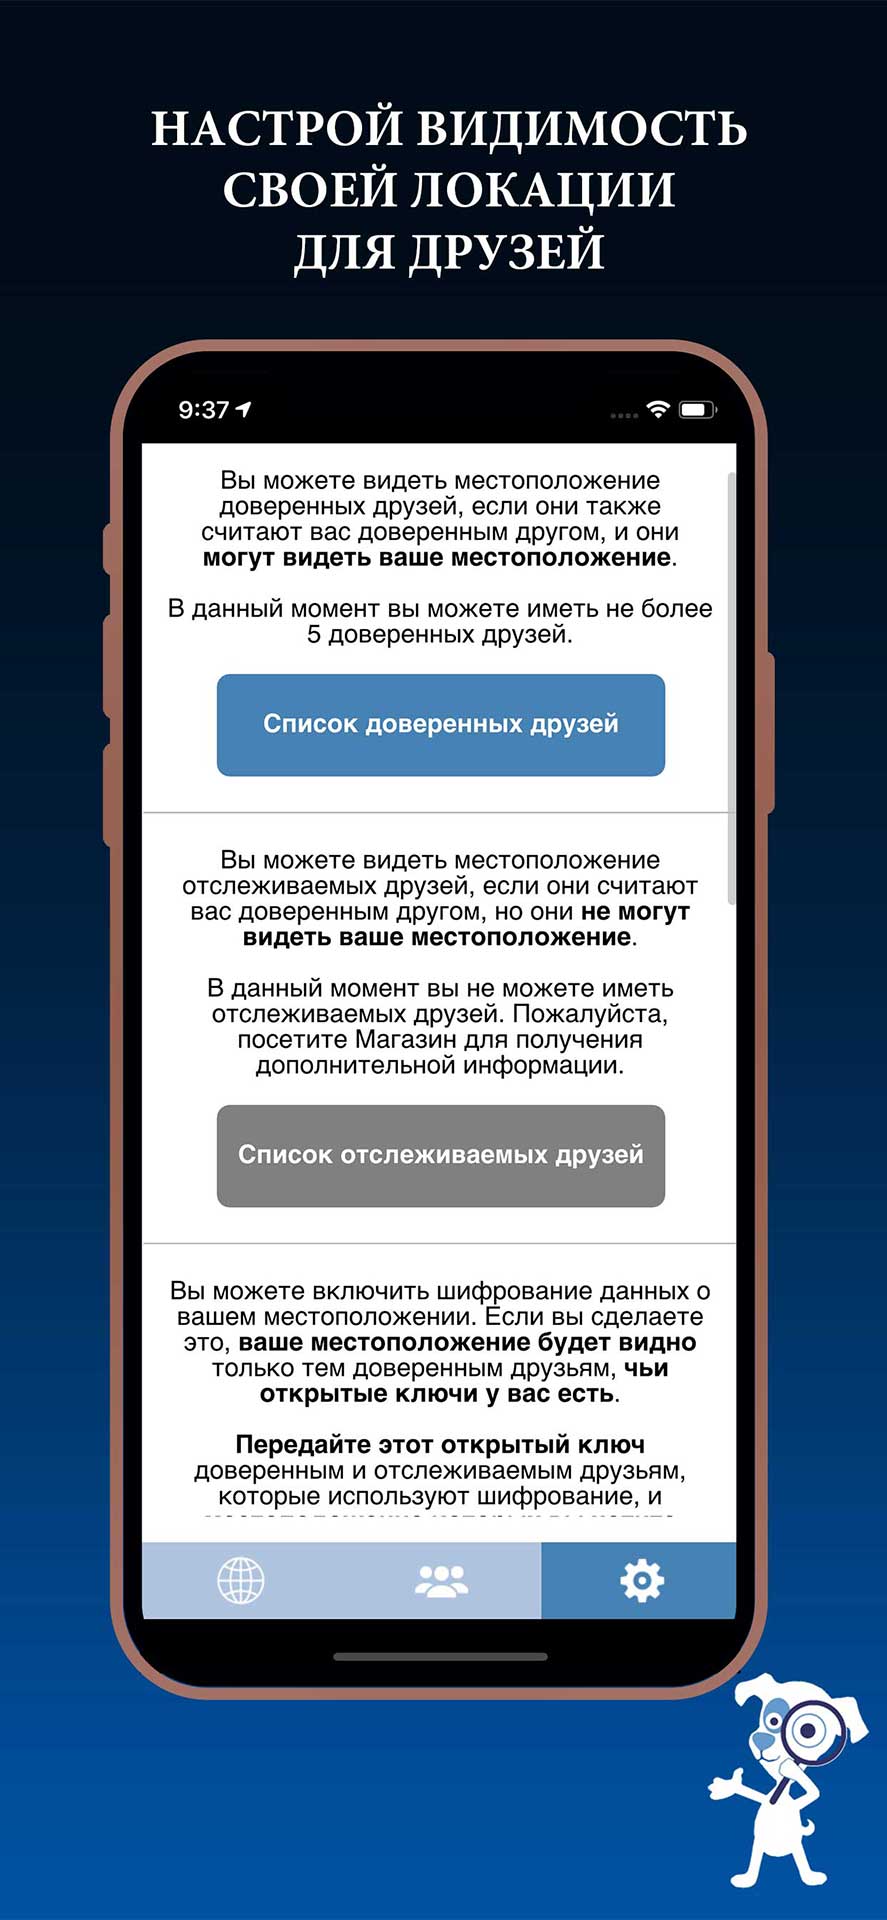 НАСТРОЙ ВИДИМОСТЬ
СВОЕЙ ЛОКАЦИИ
ДЛЯ ДРУЗЕЙ
9:37
Вы можете видеть местоположение
доверенных друзей, если они также
считают вас доверенным другом, и они
могут видеть ваше местоположение.
В данный момент вы можете иметь не более
5 доверенных друзей.
Список доверенных друзей
Вы можете видеть местоположение
отслеживаемых друзей, если они считают
вас доверенным другом, но они не могут
видеть ваше местоположение.
В данный момент вы не можете иметь
отслеживаемых друзей. Пожалуйста,
посетите Магазин для получения
дополнительной информации.
Список отслеживаемых друзей
Вы можете включить шифрование данных о
вашем местоположении. Если вы сделаете
это, ваше местоположение будет видно
только тем доверенным друзьям, чьи
открытые ключи у вас есть.
Передайте этот открытый ключ
доверенным и отслеживаемым друзьям,
которые используют шифрование, и